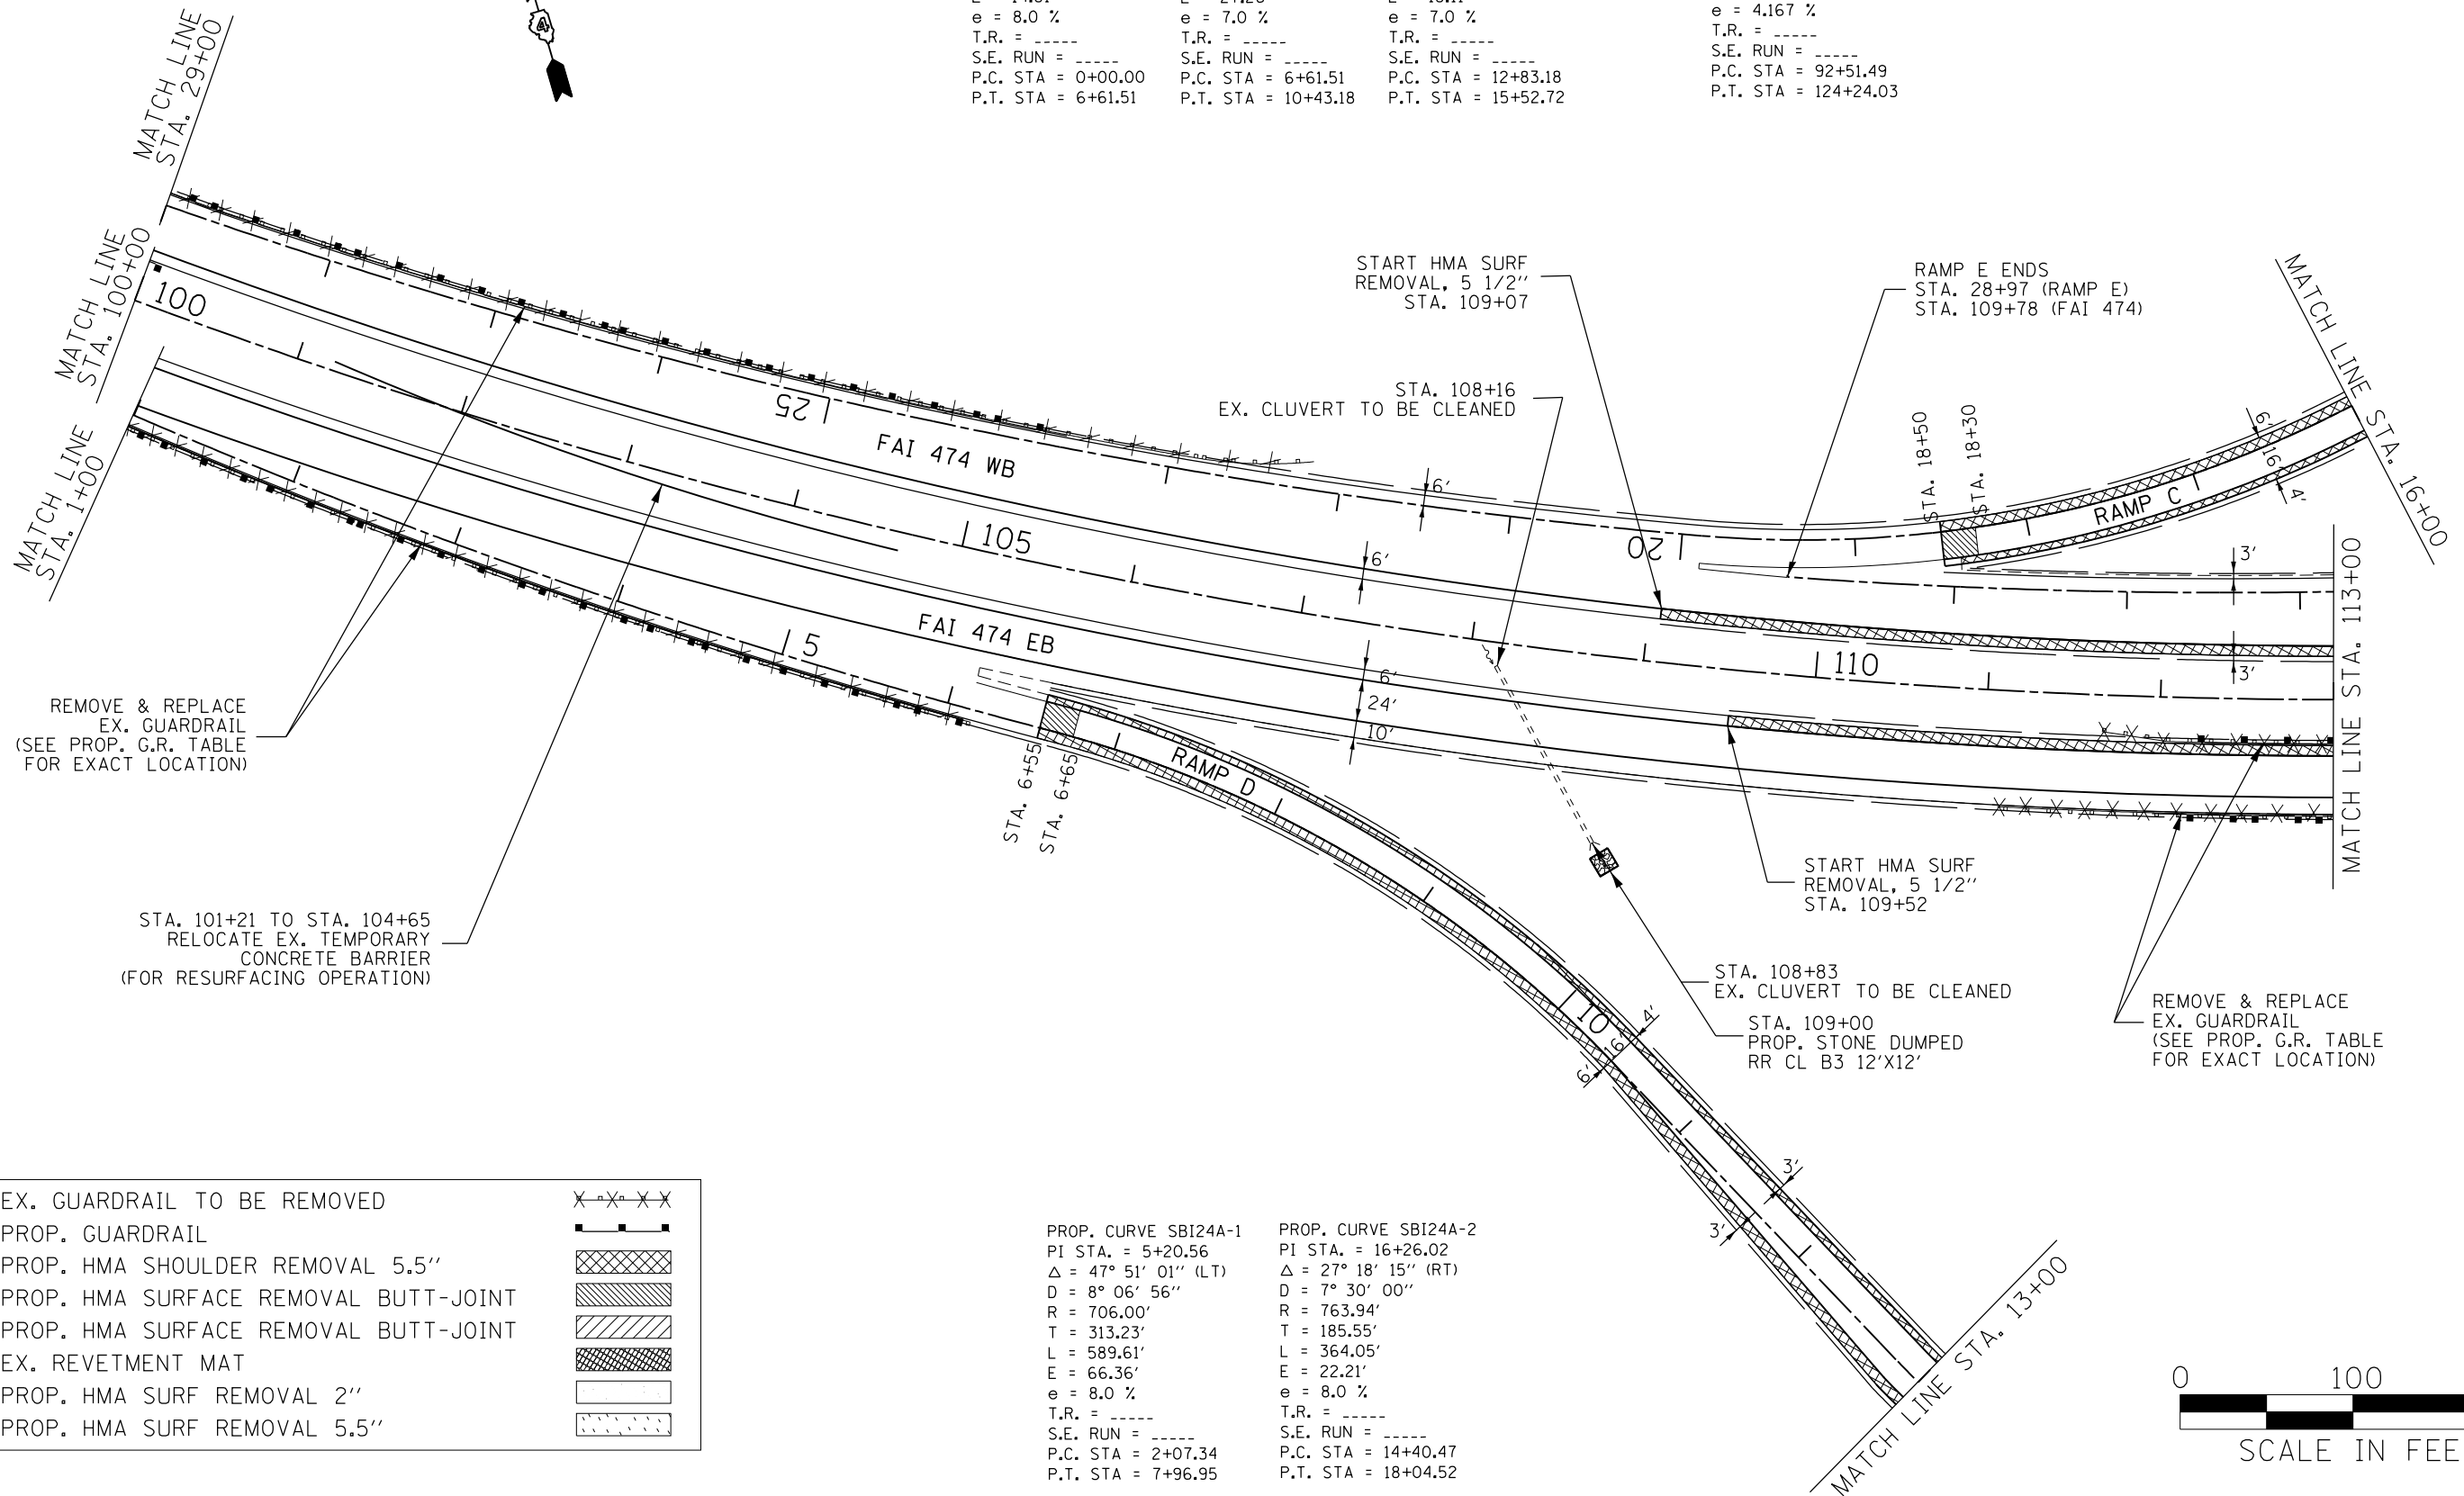 e = 8.0 %
T.R. = _____
S.E. RUN = _____
P.C. STA = 0+00.00
P.T. STA = 6+61.51
e = 7.0 %
T.R. = _____
S.E. RUN = _____
P.C. STA = 6+61.51
P.T. STA = 10+43.18
e = 7.0 %
T.R. = _____
S.E. RUN = _____
P.C. STA = 12+83.18
P.T. STA = 15+52.72
e = 4.167 %
T.R. = _____
S.E. RUN = _____
P.C. STA = 92+51.49
P.T. STA = 124+24.03
4
MATCH LINE
STA. 29+00
MATCH LINE
STA. 100+00
MATCH LINE
STA. 1+00
100
25
FAI 474 WB
105
FAI 474 EB
5
START HMA SURF
REMOVAL, 5 1/2"
STA. 109+07
STA. 108+16
EX. CLUVERT TO BE CLEANED
RAMP E ENDS
STA. 28+97 (RAMP E)
STA. 109+78 (FAI 474)
MATCH LINE STA. 16+00
STA. 18+50
STA. 18+30
RAMP C
6'
16'
4'
6'
20
6'
3'
110
3'
6'
24'
10'
MATCH LINE STA. 113+00
REMOVE & REPLACE
EX. GUARDRAIL
(SEE PROP. G.R. TABLE
FOR EXACT LOCATION)
STA. 6+55
STA. 6+65
RAMP D
START HMA SURF
REMOVAL, 5 1/2"
STA. 109+52
STA. 101+21 TO STA. 104+65
RELOCATE EX. TEMPORARY
CONCRETE BARRIER
(FOR RESURFACING OPERATION)
STA. 108+83
EX. CLUVERT TO BE CLEANED
STA. 109+00
PROP. STONE DUMPED
RR CL B3 12'X12'
REMOVE & REPLACE
EX. GUARDRAIL
(SEE PROP. G.R. TABLE
FOR EXACT LOCATION)
10
4'
16'
6'
3'
3'
MATCH LINE STA. 13+00
EX. GUARDRAIL TO BE REMOVED
PROP. GUARDRAIL
PROP. HMA SHOULDER REMOVAL 5.5"
PROP. HMA SURFACE REMOVAL BUTT-JOINT
PROP. HMA SURFACE REMOVAL BUTT-JOINT
EX. REVETMENT MAT
PROP. HMA SURF REMOVAL 2"
PROP. HMA SURF REMOVAL 5.5"
PROP. CURVE SBI24A-1
PI STA. = 5+20.56
Δ = 47° 51' 01" (LT)
D = 8° 06' 56"
R = 706.00'
T = 313.23'
L = 589.61'
E = 66.36'
e = 8.0 %
T.R. = _____
S.E. RUN = _____
P.C. STA = 2+07.34
P.T. STA = 7+96.95
PROP. CURVE SBI24A-2
PI STA. = 16+26.02
Δ = 27° 18' 15" (RT)
D = 7° 30' 00"
R = 763.94'
T = 185.55'
L = 364.05'
E = 22.21'
e = 8.0 %
T.R. = _____
S.E. RUN = _____
P.C. STA = 14+40.47
P.T. STA = 18+04.52
0 100
SCALE IN FEE